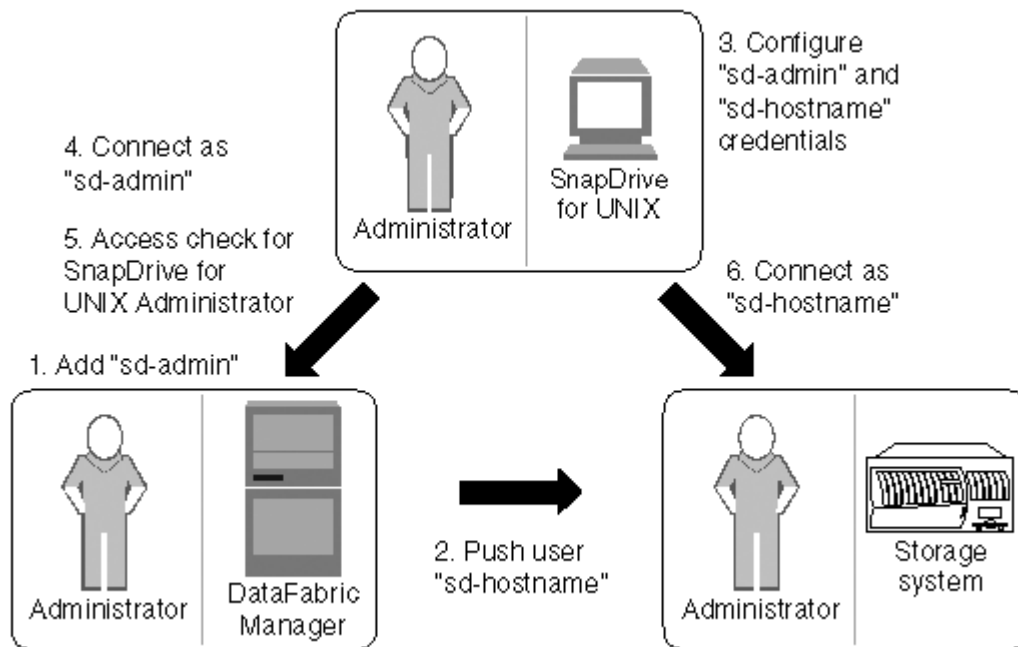 3. Configure
"sd-admin" and
"sd-hostname"
credentials
4. Connect as
"sd-admin"
SnapDrive
for UNIX
Administrator
5. Access check for
SnapDrive for
UNIX Administrator
6. Connect as
"sd-hostname"
1. Add "sd-admin"
2. Push user
"sd-hostname"
Administrator
DataFabric
Manager
Administrator
Storage
system